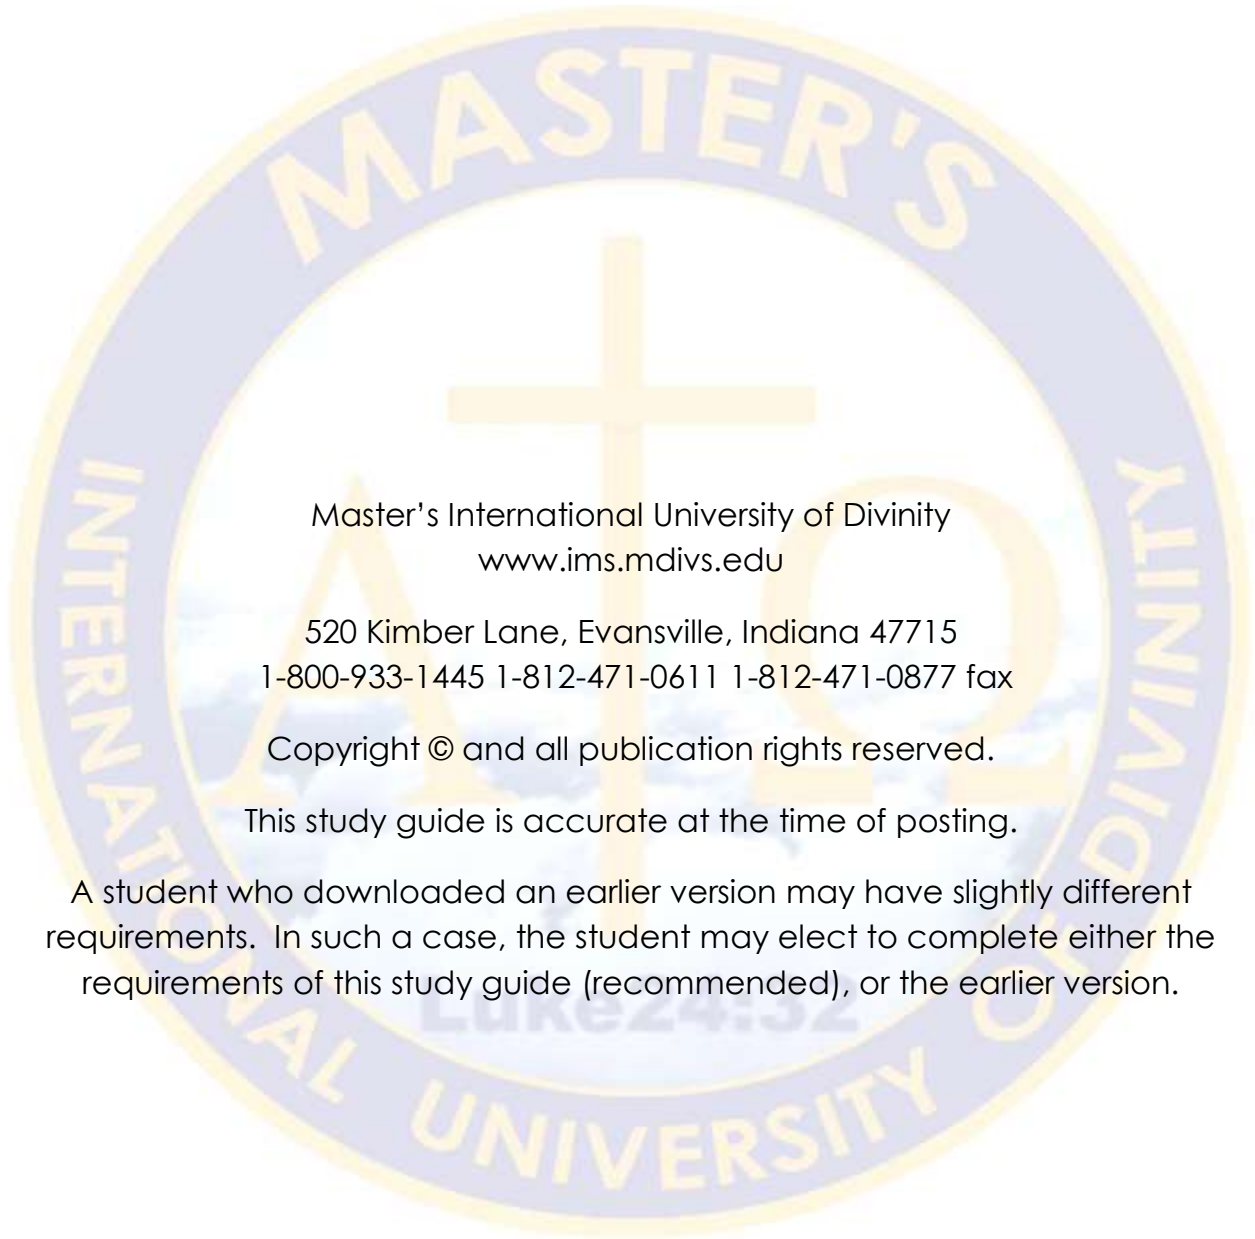 MASTER'S
INTERNATIONAL UNIVERSITY OF DIVINITY
Α Ω
Master’s International University of Divinity
www.ims.mdivs.edu
520 Kimber Lane, Evansville, Indiana 47715
1-800-933-1445 1-812-471-0611 1-812-471-0877 fax
Copyright © and all publication rights reserved.
This study guide is accurate at the time of posting.
A student who downloaded an earlier version may have slightly different
requirements.  In such a case, the student may elect to complete either the
requirements of this study guide (recommended), or the earlier version.
Luke24:32